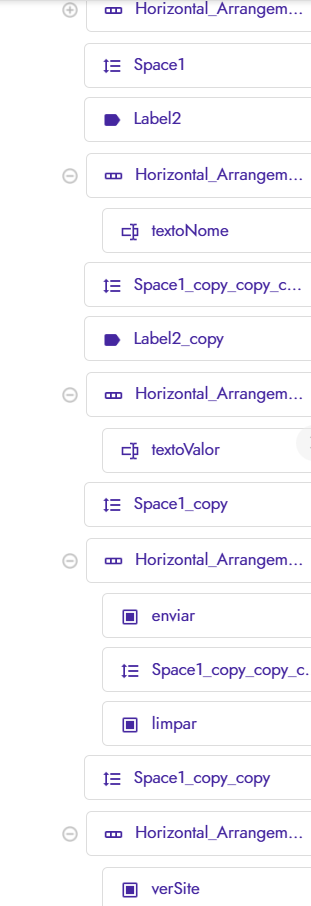 Horizontal_Arrangem...
Space1
Label2
Horizontal_Arrangem...
textoNome
Space1_copy_copy_c...
Label2_copy
Horizontal_Arrangem...
textoValor
Space1_copy
Horizontal_Arrangem...
enviar
Space1_copy_copy_c.
limpar
Space1_copy_copy
Horizontal_Arrangem...
verSite